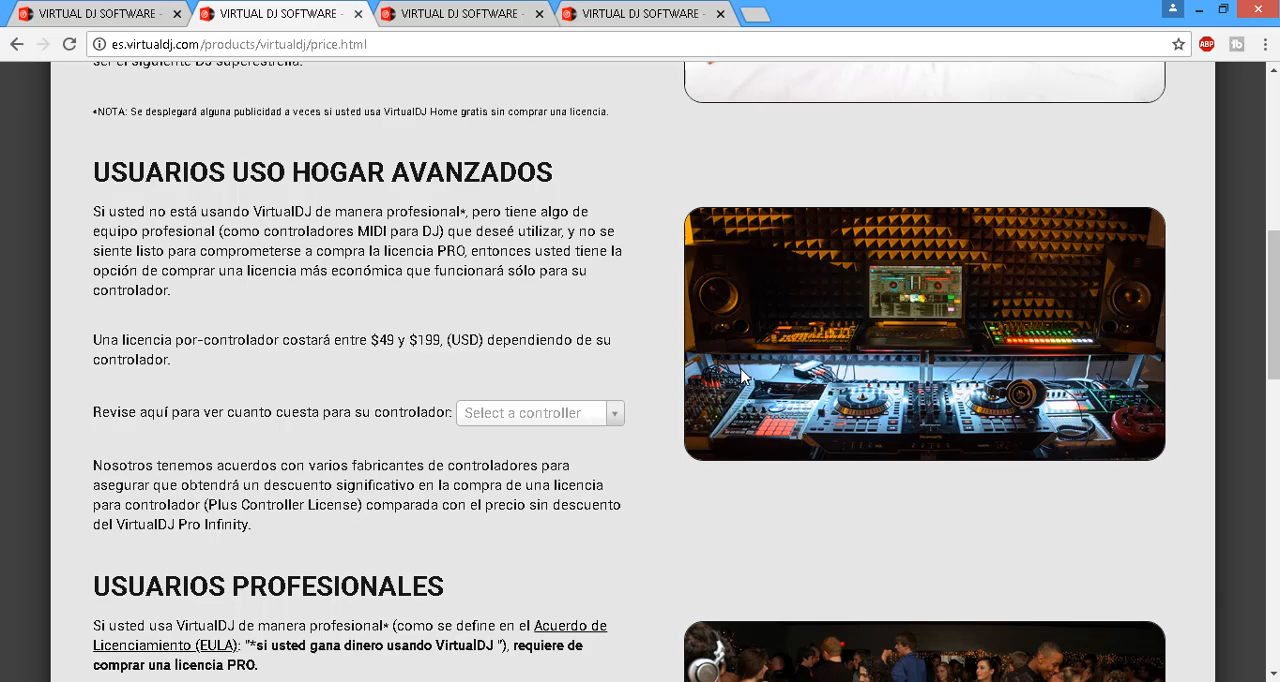 VIRTUAL DJ SOFTWARE -
VIRTUAL DJ SOFTWARE -
VIRTUAL DJ SOFTWARE -
VIRTUAL DJ SOFTWARE -
es.virtualdj.com/products/virtualdj/price.html
ABP
ser el siguiente DJ superestrella.
*NOTA: Se desplegará alguna publicidad a veces si usted usa VirtualDJ Home gratis sin comprar una licencia.
USUARIOS USO HOGAR AVANZADOS
Si usted no está usando VirtualDJ de manera profesional*, pero tiene algo de
equipo profesional (como controladores MIDI para DJ) que deseé utilizar, y no se
siente listo para comprometerse a compra la licencia PRO, entonces usted tiene la
opción de comprar una licencia más económica que funcionará sólo para su
controlador.
Una licencia por-controlador costará entre $49 y $199, (USD) dependiendo de su
controlador.
Revise aquí para ver cuanto cuesta para su controlador: Select a controller
Nosotros tenemos acuerdos con varios fabricantes de controladores para
asegurar que obtendrá un descuento significativo en la compra de una licencia
para controlador (Plus Controller License) comparada con el precio sin descuento
del VirtualDJ Pro Infinity.
USUARIOS PROFESIONALES
Si usted usa VirtualDJ de manera profesional* (como se define en el Acuerdo de
Licenciamiento (EULA): "*si usted gana dinero usando VirtualDJ "), requiere de
comprar una licencia PRO.